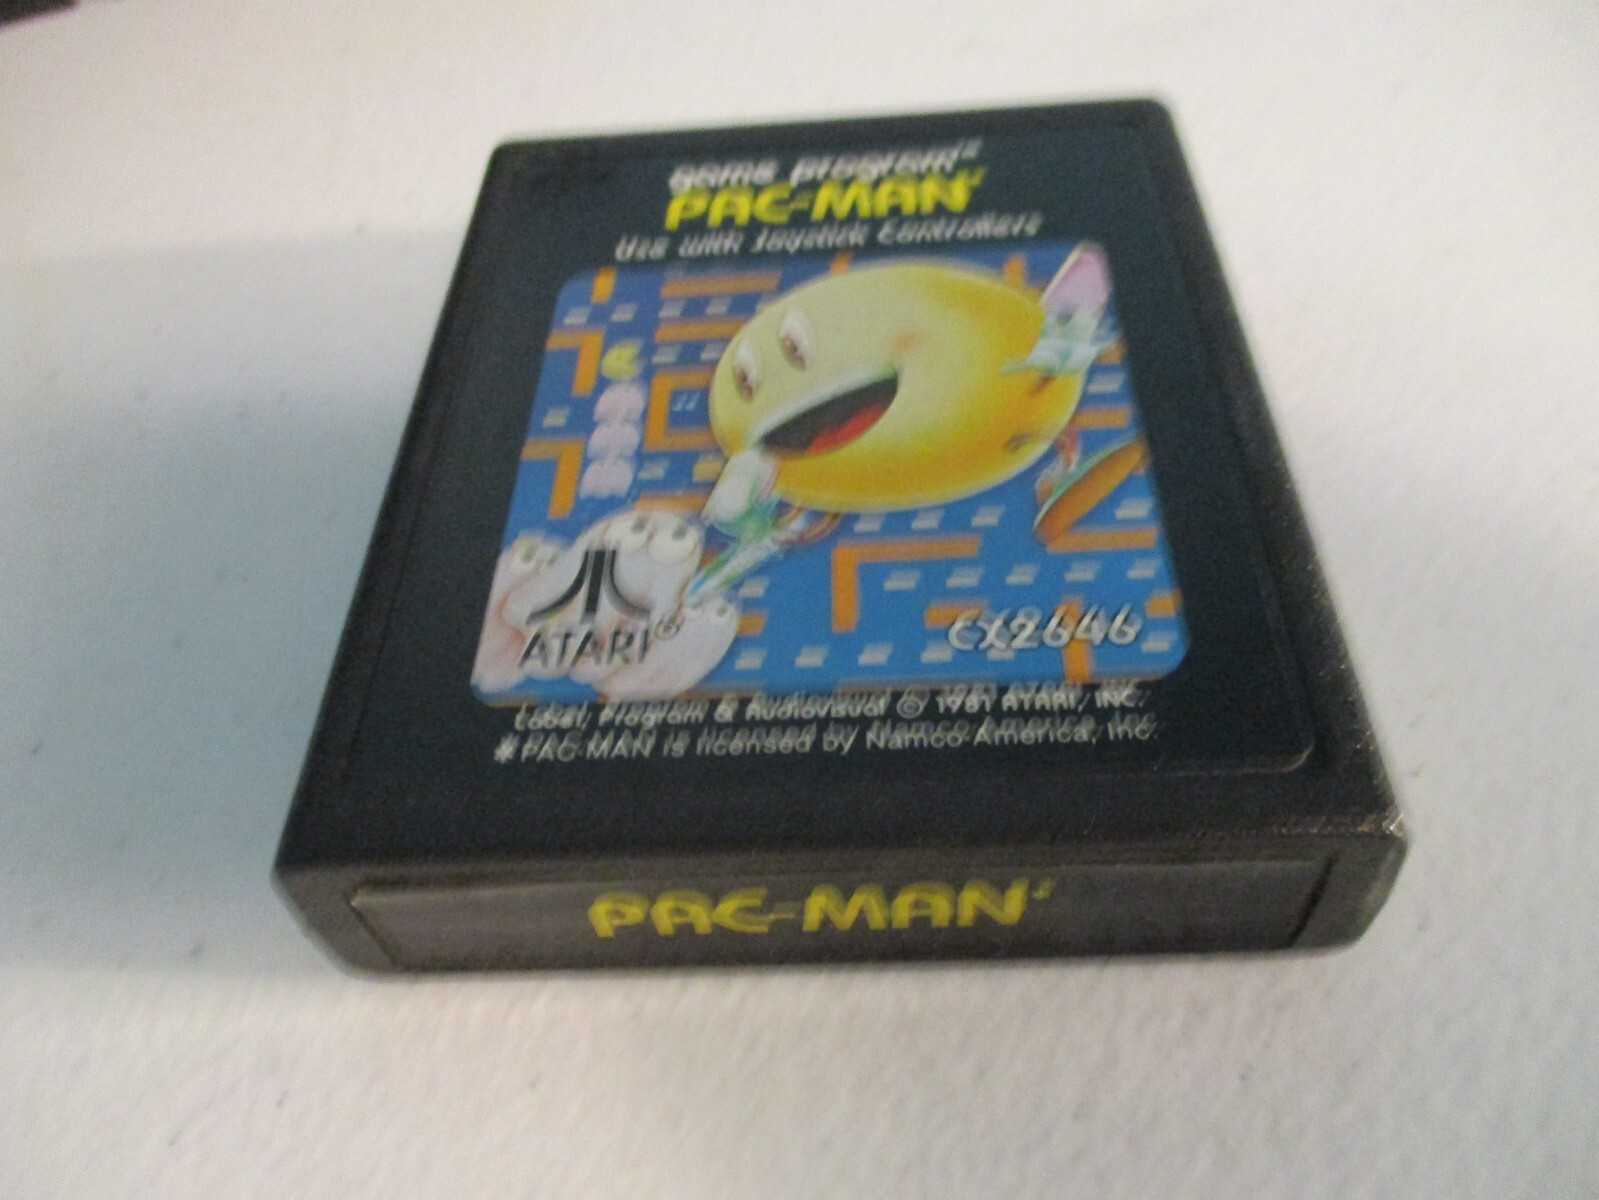 game program™
PAC-MAN*
Use with Joystick Controllers
ATARI®
CX2646
Label, Program & Audiovisual © 1981 ATARI, INC.
*PAC-MAN is licensed by Namco-America, Inc.
PAC-MAN*